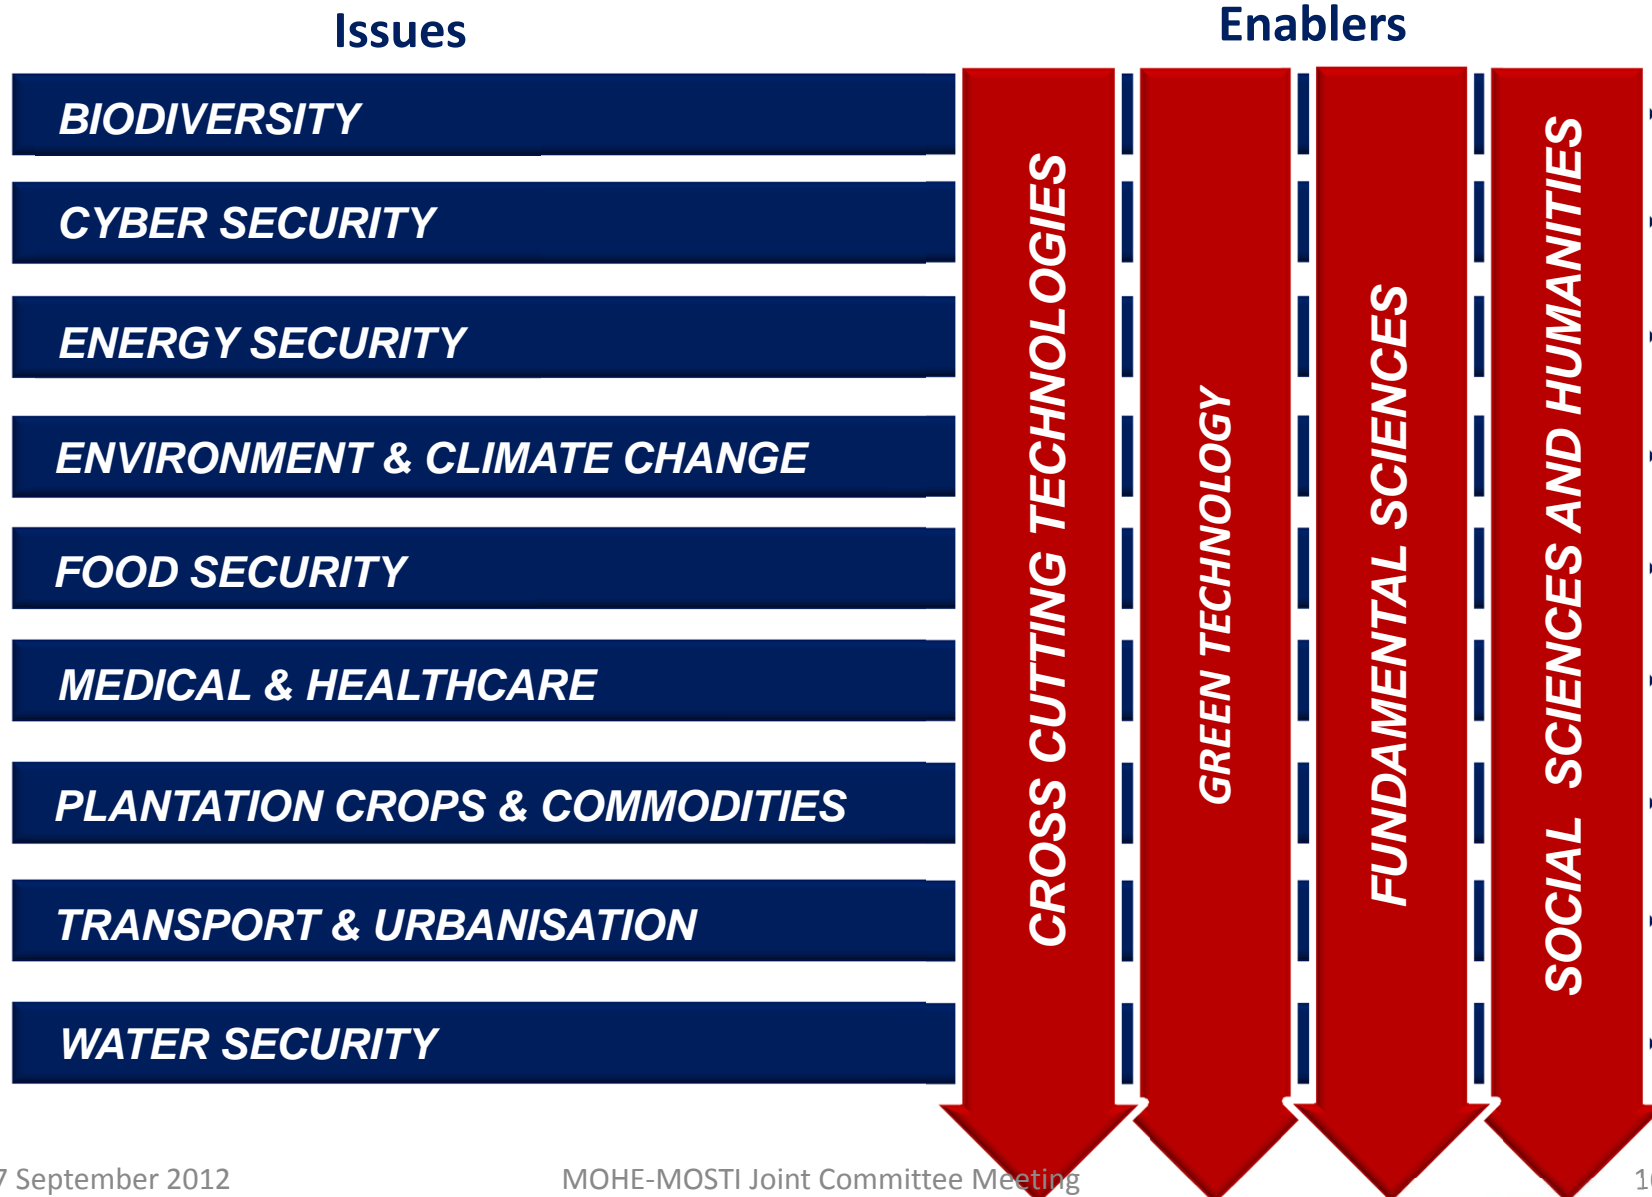 Issues
Enablers
BIODIVERSITY
CYBER SECURITY
ENERGY SECURITY
ENVIRONMENT & CLIMATE CHANGE
FOOD SECURITY
MEDICAL & HEALTHCARE
PLANTATION CROPS & COMMODITIES
TRANSPORT & URBANISATION
WATER SECURITY
CROSS CUTTING TECHNOLOGIES
GREEN TECHNOLOGY
FUNDAMENTAL SCIENCES
SOCIAL SCIENCES AND HUMANITIES
7 September 2012
MOHE-MOSTI Joint Committee Meeting